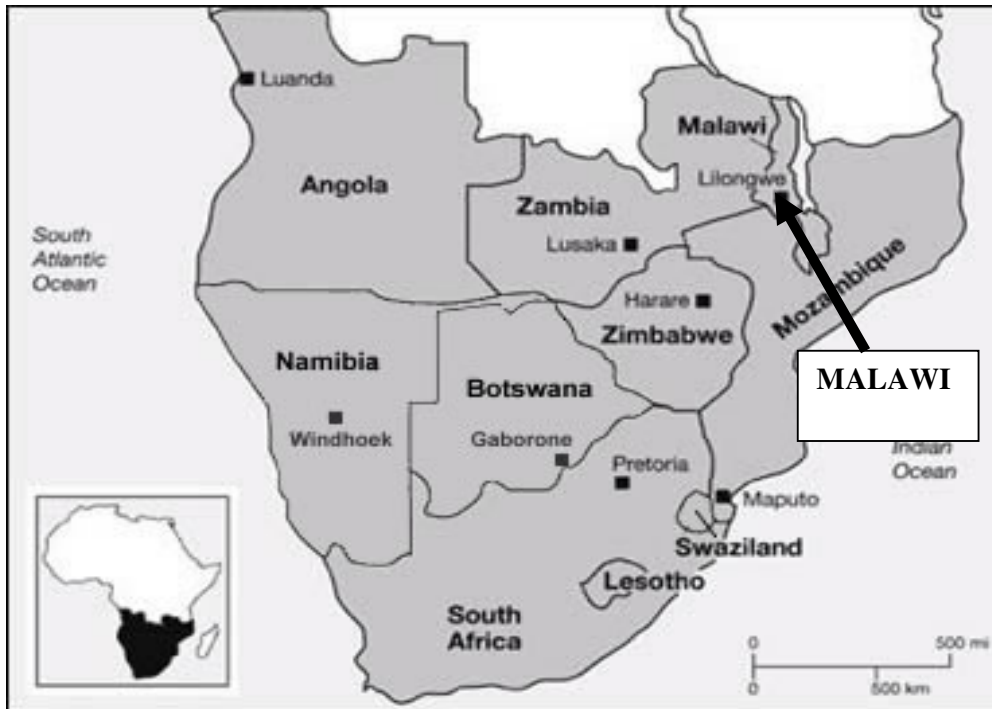 Luanda
Malawi
Angola
Lilongwe
Zambia
South
Atlantic
Ocean
Lusaka
Mozambique
Harare
Zimbabwe
Namibia
MALAWI
Botswana
Windhoek
Gaborone
Indian
Ocean
Pretoria
Maputo
Swaziland
Lesotho
South
Africa
0
500 mi
0
500 km